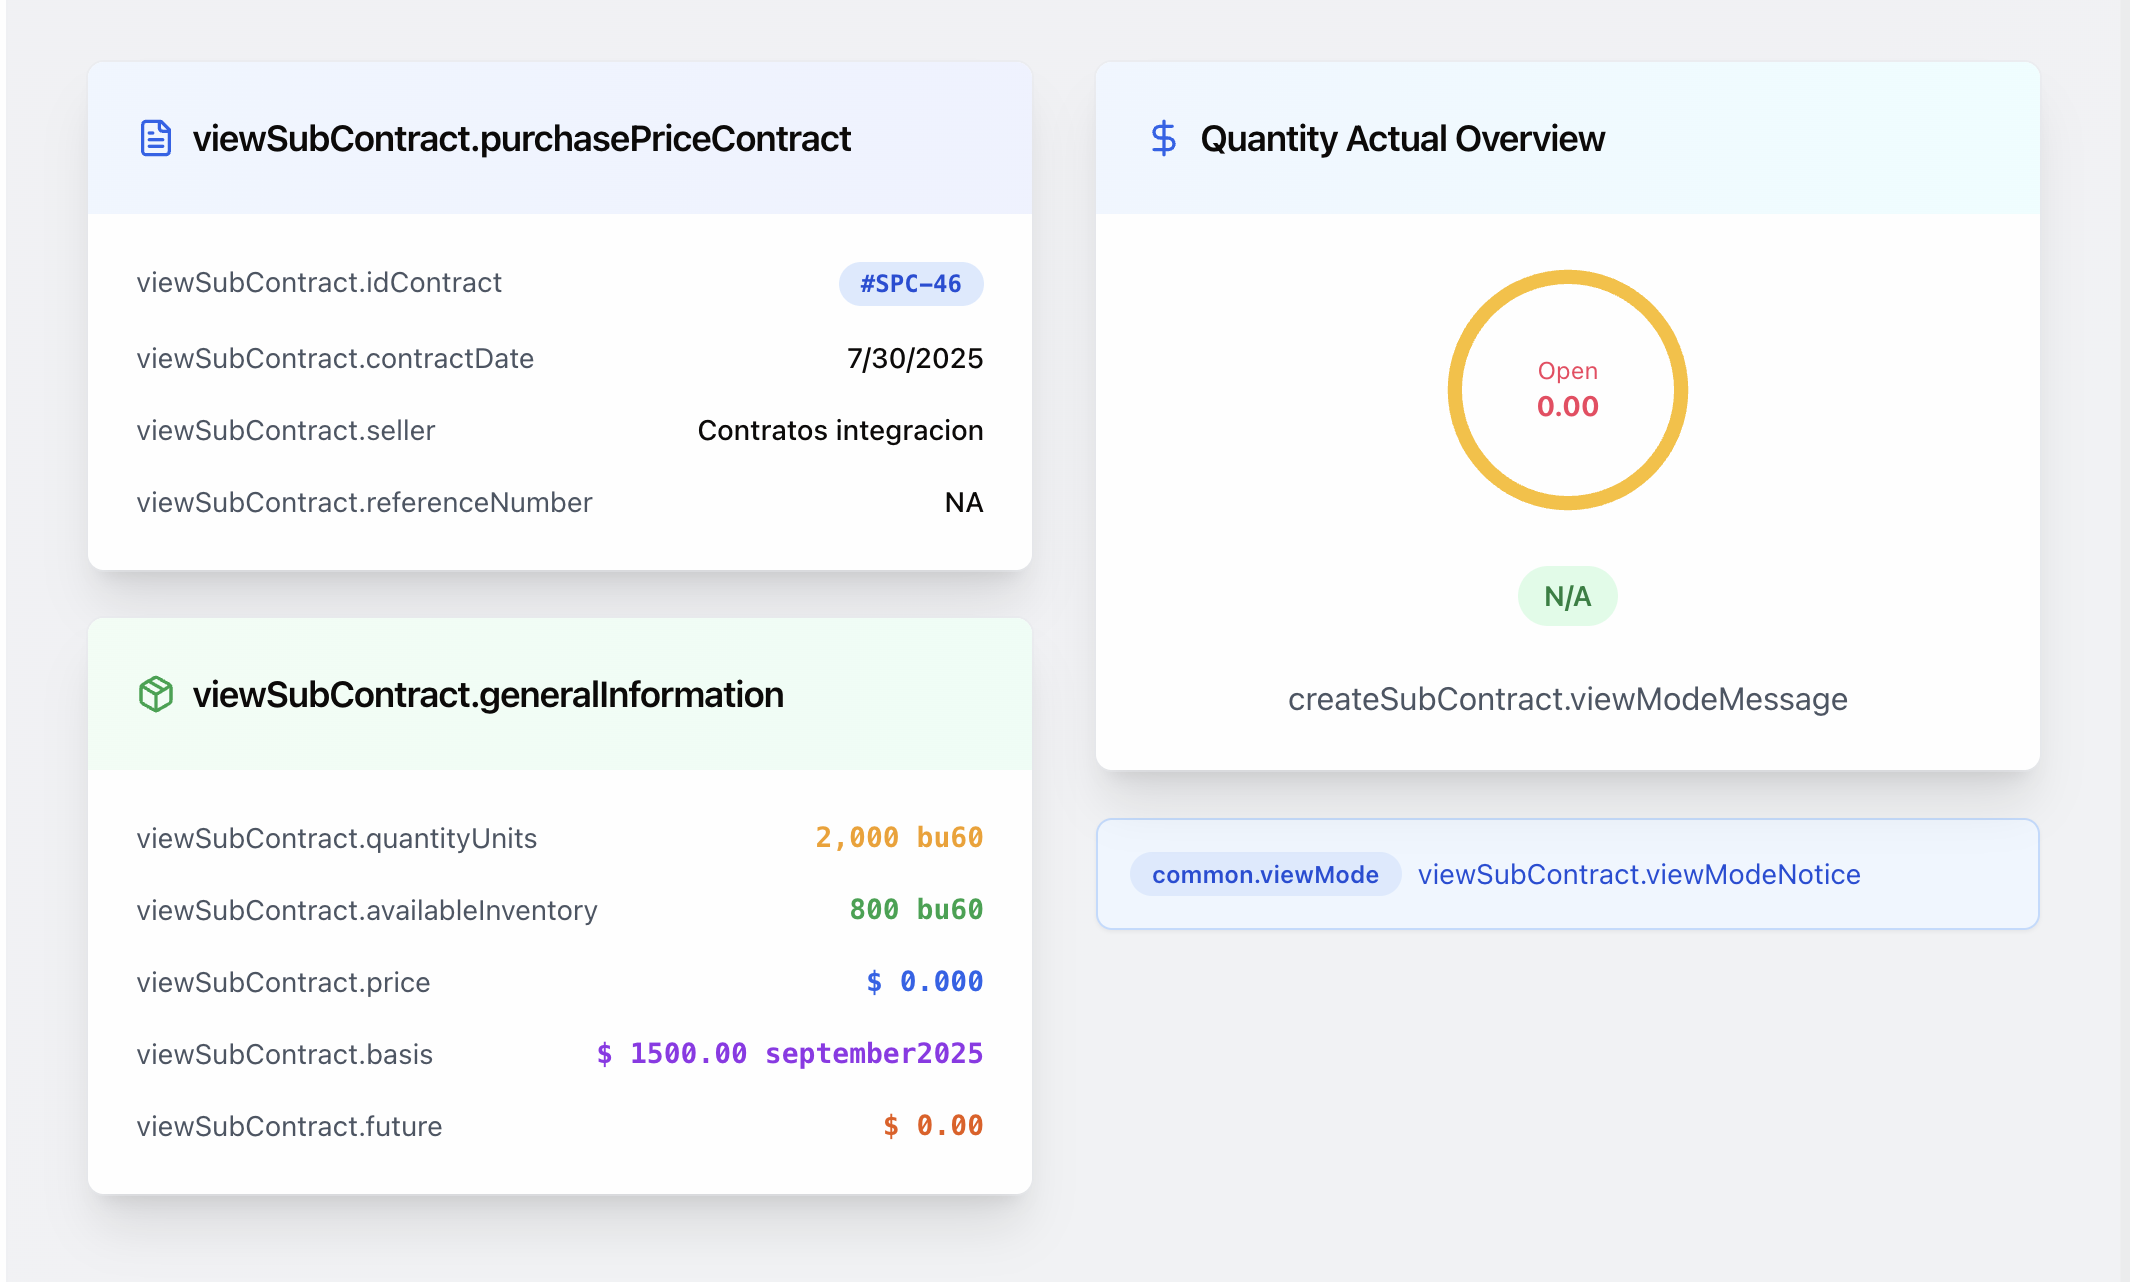 viewSubContract.purchasePriceContract
viewSubContract.idContract #SPC-46
viewSubContract.contractDate 7/30/2025
viewSubContract.seller Contratos integracion
viewSubContract.referenceNumber NA
viewSubContract.generalInformation
viewSubContract.quantityUnits 2,000 bu60
viewSubContract.availableInventory 800 bu60
viewSubContract.price $ 0.000
viewSubContract.basis $ 1500.00 september2025
viewSubContract.future $ 0.00
Quantity Actual Overview
Open
0.00
N/A
createSubContract.viewModeMessage
common.viewMode viewSubContract.viewModeNotice